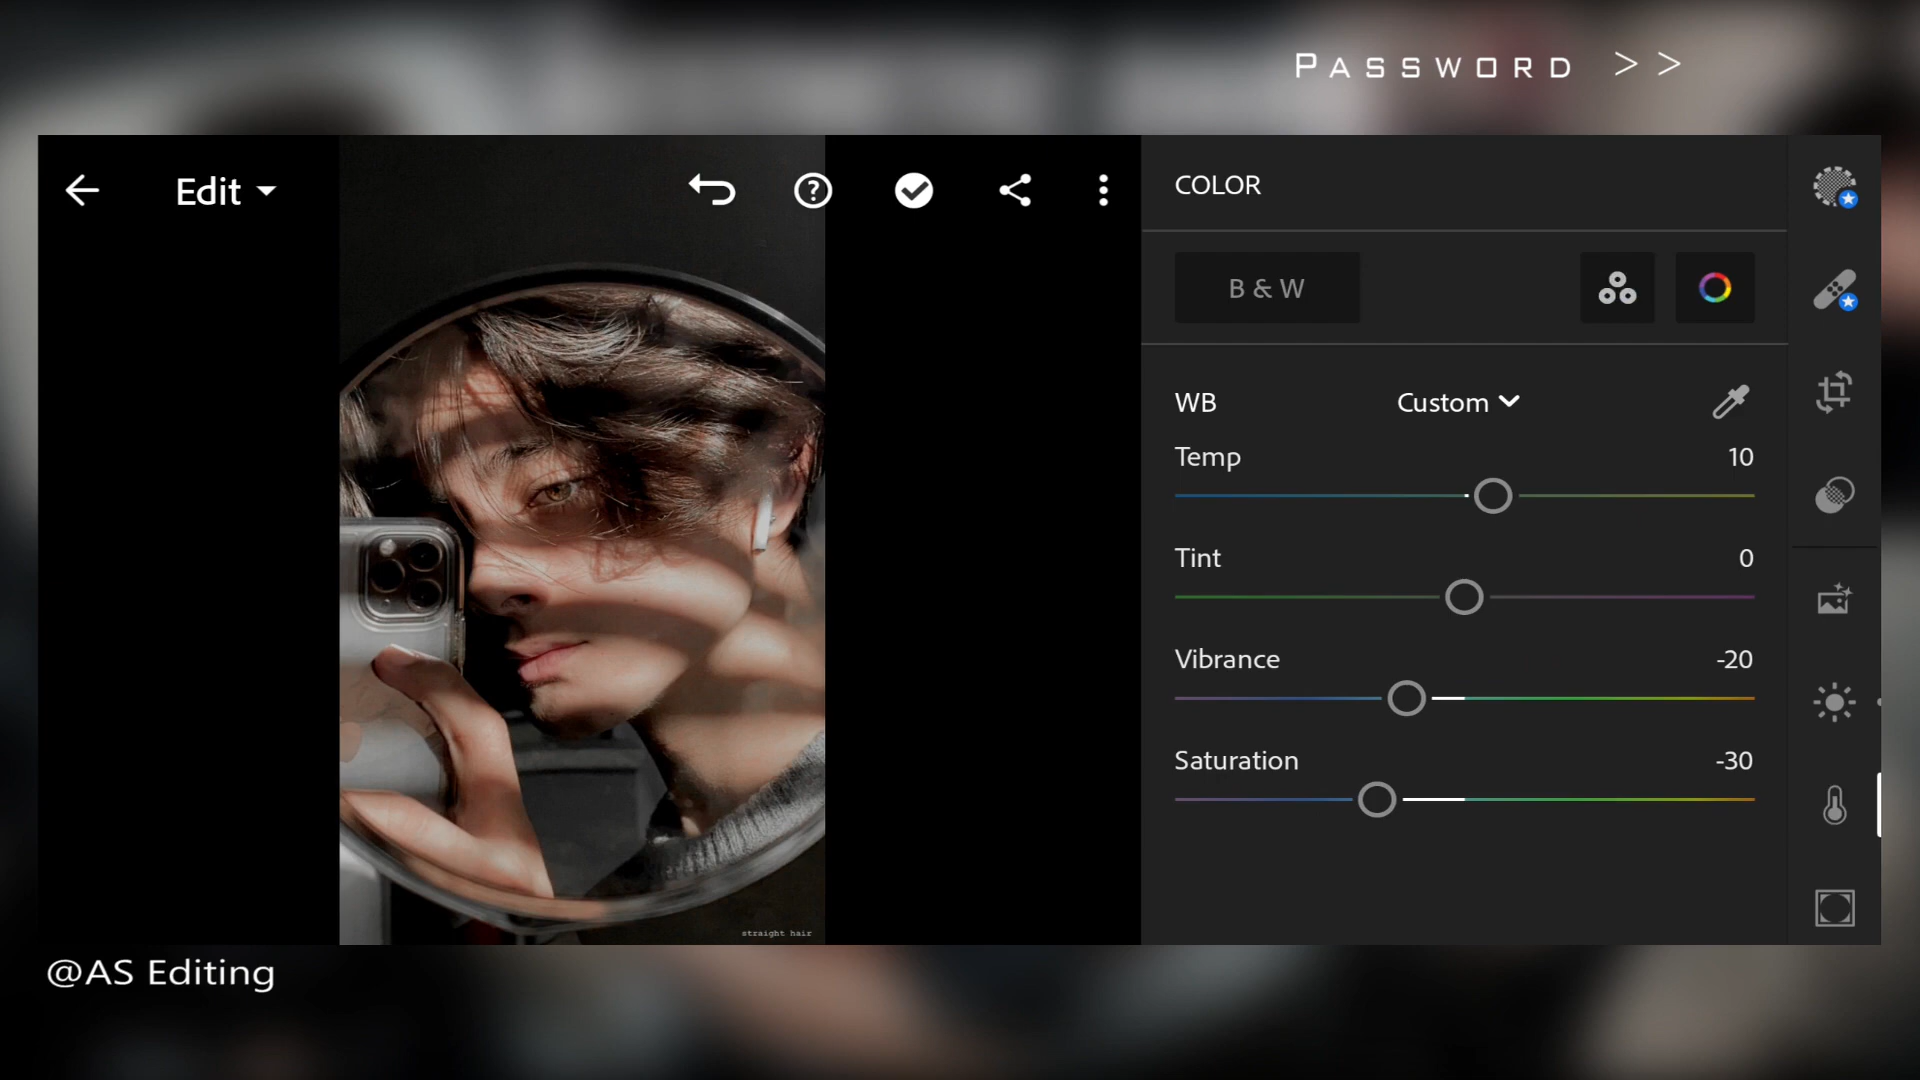 PASSWORD >>
Edit
COLOR
B & W
WB Custom
Temp 10
Tint 0
Vibrance -20
Saturation -30
straight hair
@AS Editing